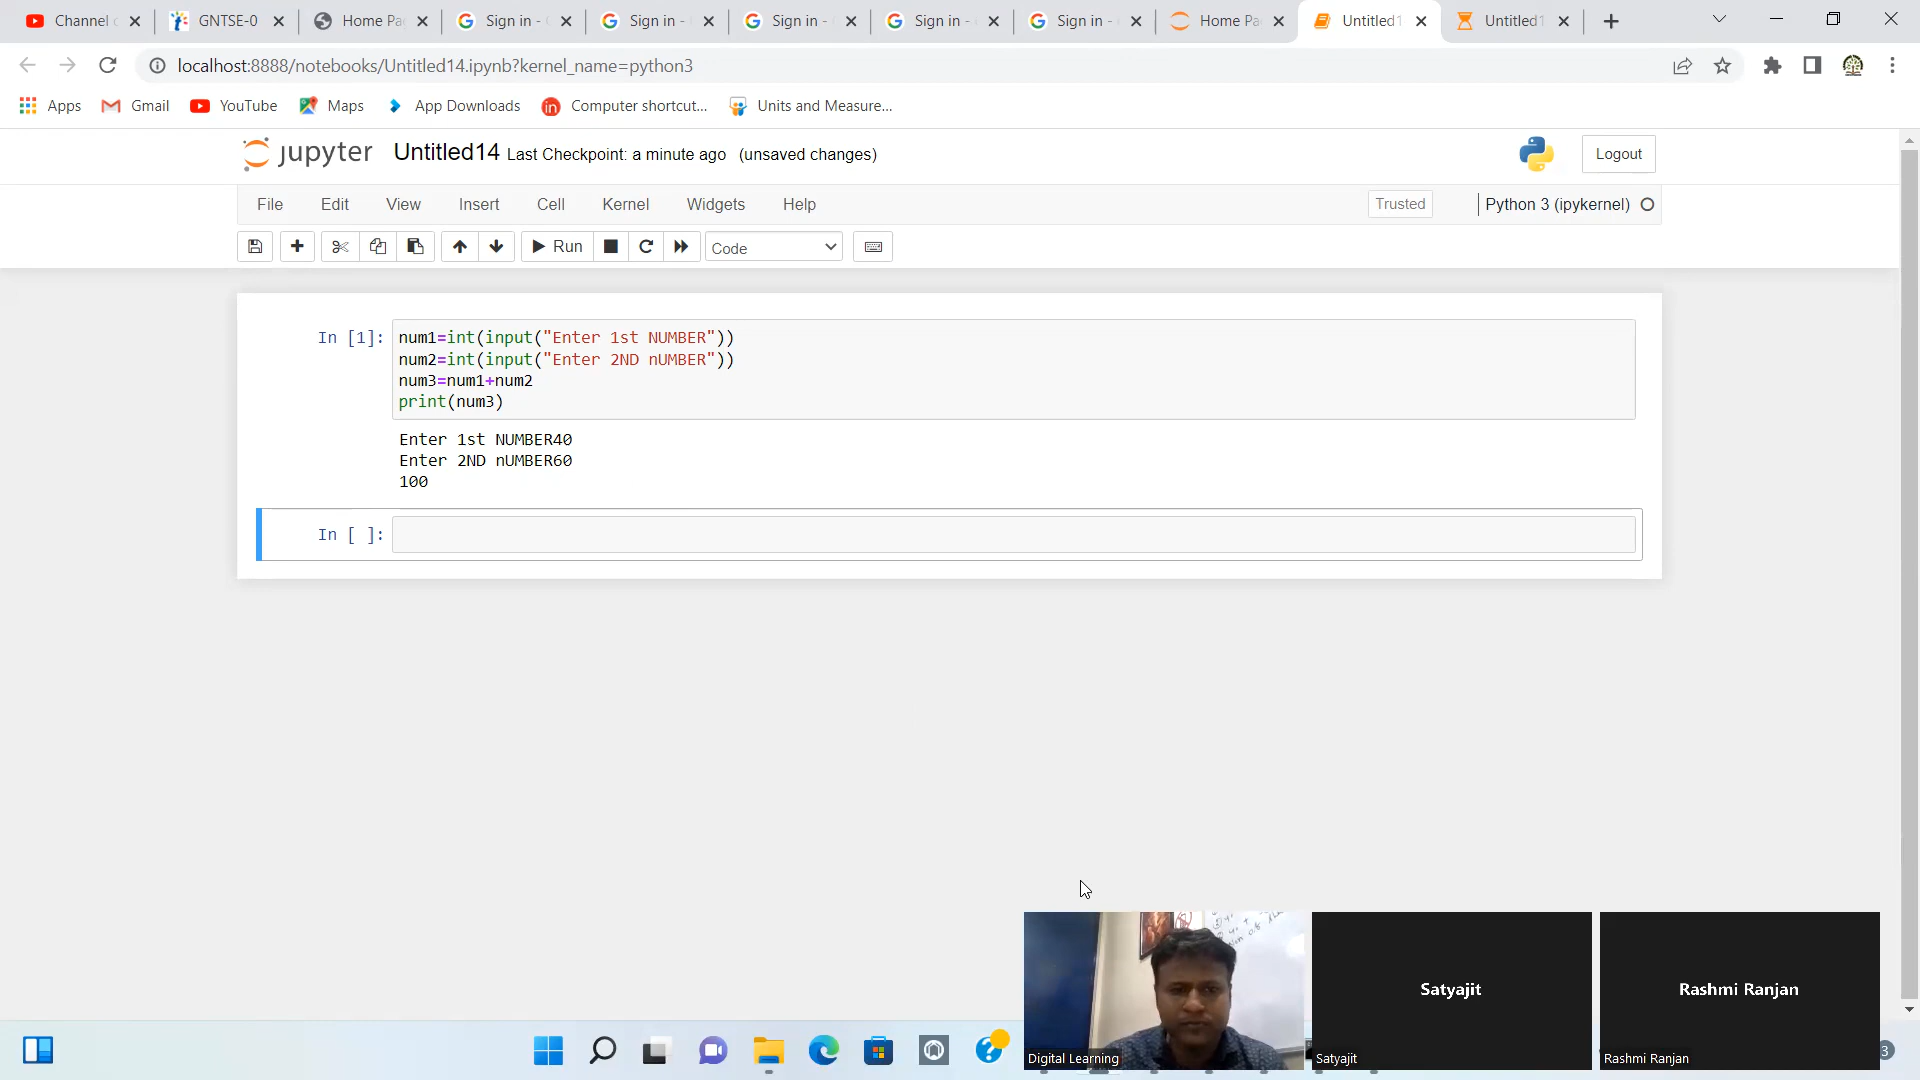 Channel GNTSE-0 Home Pa Sign in - Sign in - Sign in - Sign in - Sign in - Home Pa Untitled1 Untitled1
localhost:8888/notebooks/Untitled14.ipynb?kernel_name=python3
Apps Gmail YouTube Maps App Downloads Computer shortcut... Units and Measure...
jupyter Untitled14 Last Checkpoint: a minute ago (unsaved changes) Logout
File Edit View Insert Cell Kernel Widgets Help Trusted Python 3 (ipykernel)
Run Code
In [1]: num1=int(input("Enter 1st NUMBER"))
num2=int(input("Enter 2ND nUMBER"))
num3=num1+num2
print(num3)
Enter 1st NUMBER40
Enter 2ND nUMBER60
100
In [ ]:
Satyajit Rashmi Ranjan
Digital Learning Satyajit Rashmi Ranjan 3